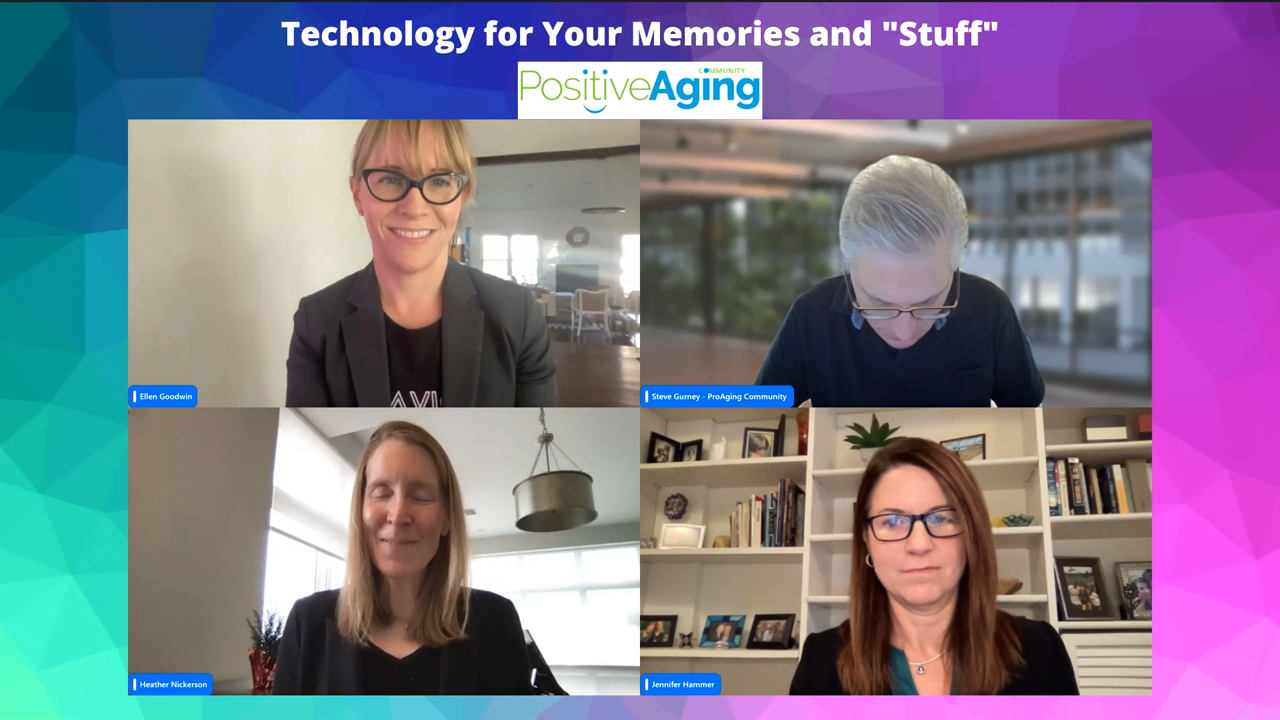 Technology for Your Memories and "Stuff"
COMMUNITY
PositiveAging
Ellen Goodwin
Steve Gurney - ProAging Community
Heather Nickerson
Jennifer Hammer